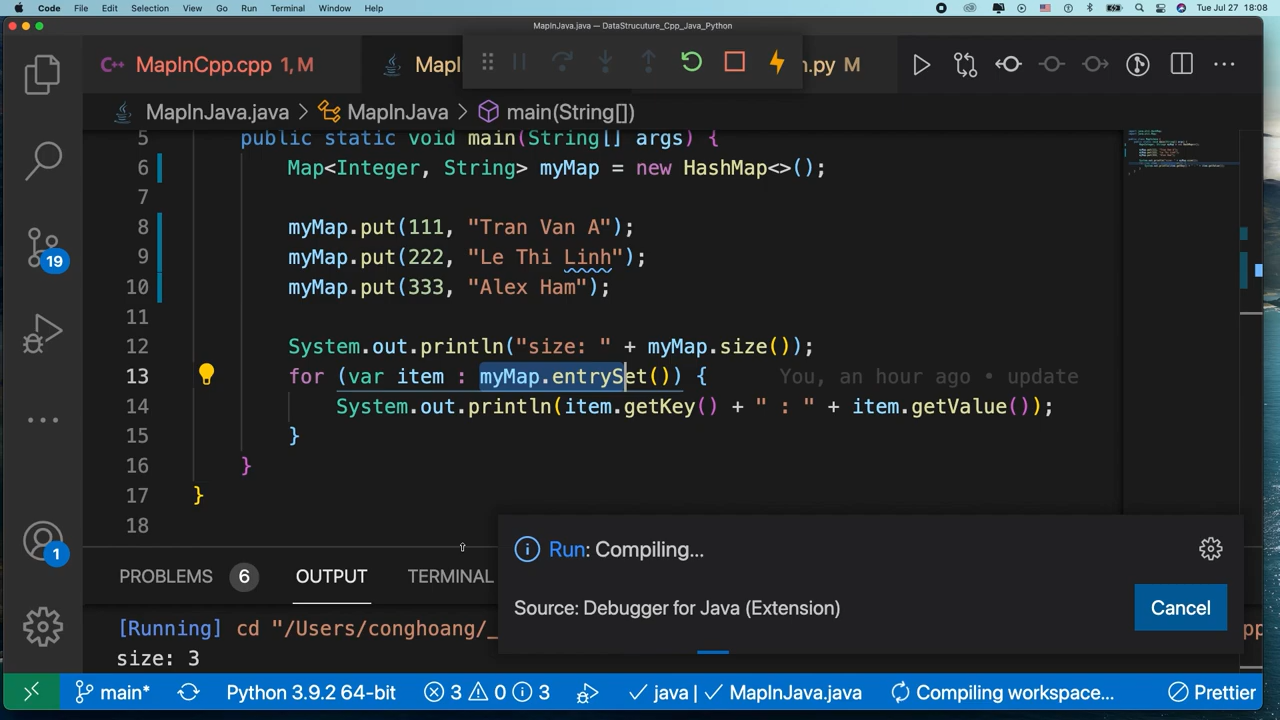 Code File Edit Selection View Go Run Terminal Window Help Tue Jul 27 18:08
MapInJava.java — DataStrucuture_Cpp_Java_Python
MapInCpp.cpp 1, M MapI n.py M
MapInJava.java > MapInJava > main(String[])
5 public static void main(String[] args) {
6 Map<Integer, String> myMap = new HashMap<>();
7
8 myMap.put(111, "Tran Van A");
9 myMap.put(222, "Le Thi Linh");
10 myMap.put(333, "Alex Ham");
11
12 System.out.println("size: " + myMap.size());
13 for (var item : myMap.entrySet()) { You, an hour ago • update
14 System.out.println(item.getKey() + " : " + item.getValue());
15 }
16 }
17 }
18
19
1
Run: Compiling...
Source: Debugger for Java (Extension)
Cancel
PROBLEMS 6 OUTPUT TERMINAL
[Running] cd "/Users/conghoang/_ pp
size: 3
main* Python 3.9.2 64-bit 3 0 3 java | MapInJava.java Compiling workspace... Prettier